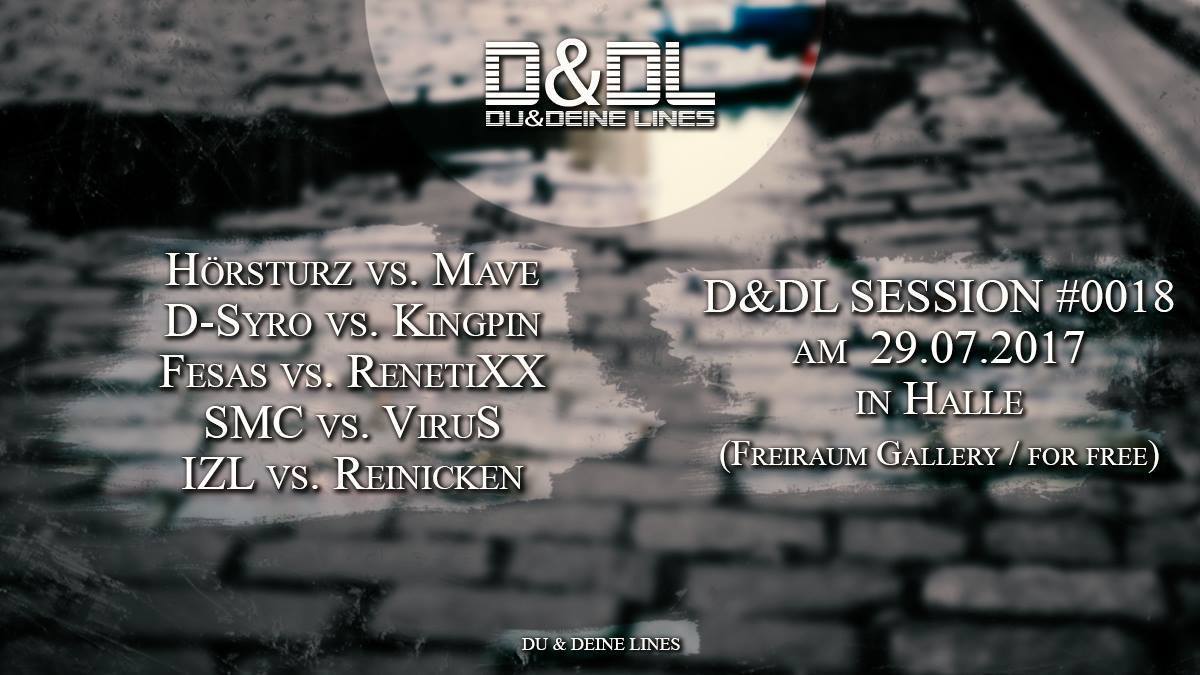 D&DL
DU&DEINE LINES
Hörsturz vs. Mave
D-Syro vs. Kingpin
Fesas vs. RenetiXX
SMC vs. ViruS
IZL vs. Reinicken
D&DL SESSION #0018
am 29.07.2017
in Halle
(Freiraum Gallery / for free)
DU & DEINE LINES